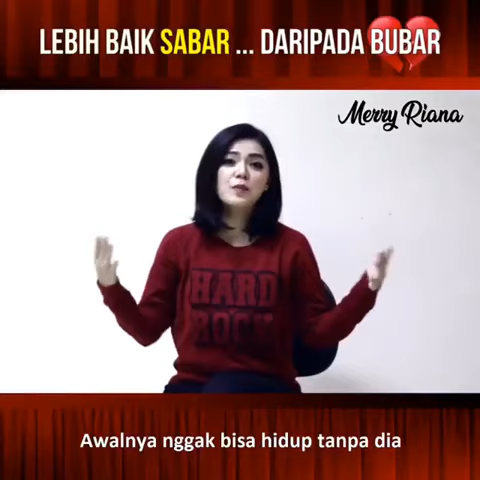 LEBIH BAIK SABAR ... DARIPADA BUBAR
Merry Riana
HARD
ROCK
Awalnya nggak bisa hidup tanpa dia